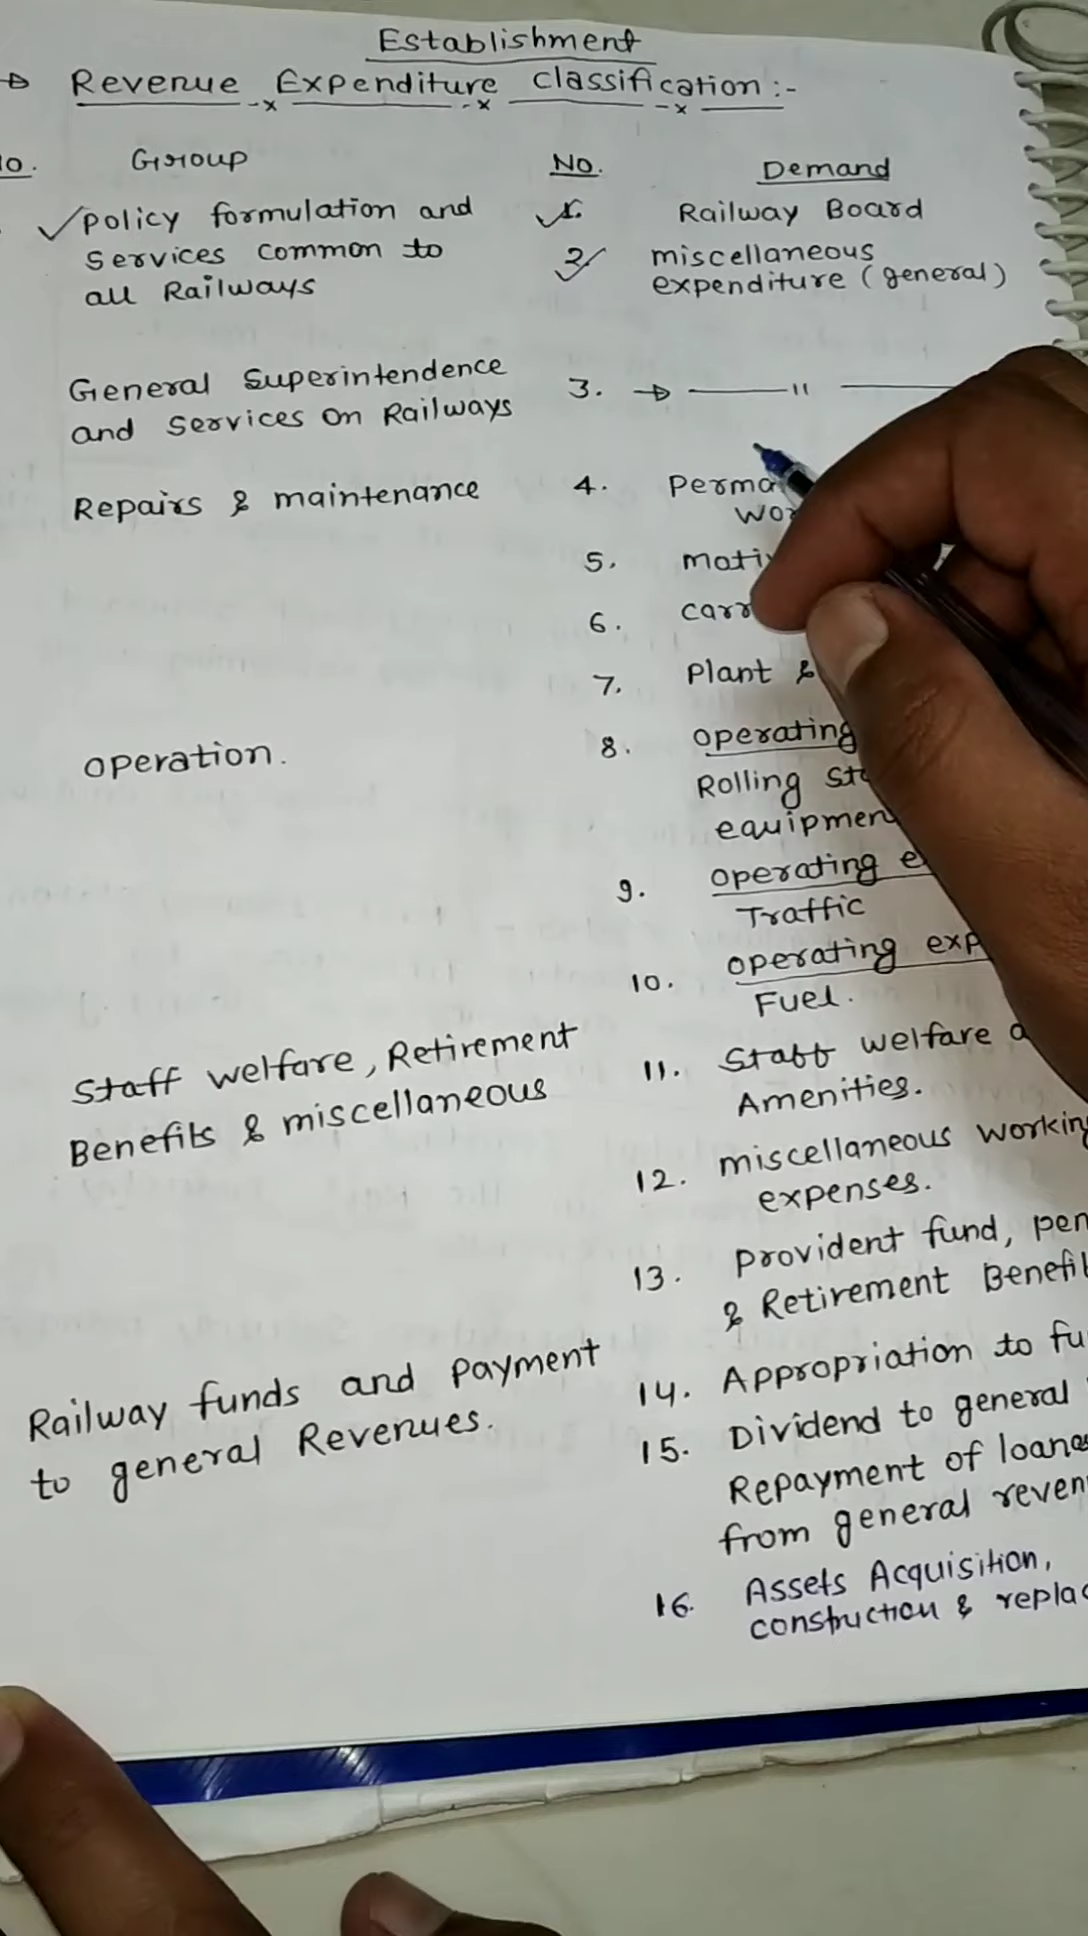 Establishment
Revenue Expenditure classification :-
No. Group No. Demand
Policy formulation and 1. Railway Board
Services common to 2. miscellaneous
all Railways expenditure (general)
General Superintendence 3. → —— " ——
and Services on Railways
Repairs & maintenance 4.
5.
6.
7. Plant &
operation. 8. operating
Rolling
9. operating
Traffic
10. operating
Fuel.
Staff welfare, Retirement 11. Staff welfare
Benefits & miscellaneous Amenities.
12. miscellaneous
expenses.
13. provident fund,
& Retirement
Railway funds and payment 14. Appropriation to
to general Revenues. 15. Dividend to general
Repayment of
from general
16. Assets Acquisition,
construction &